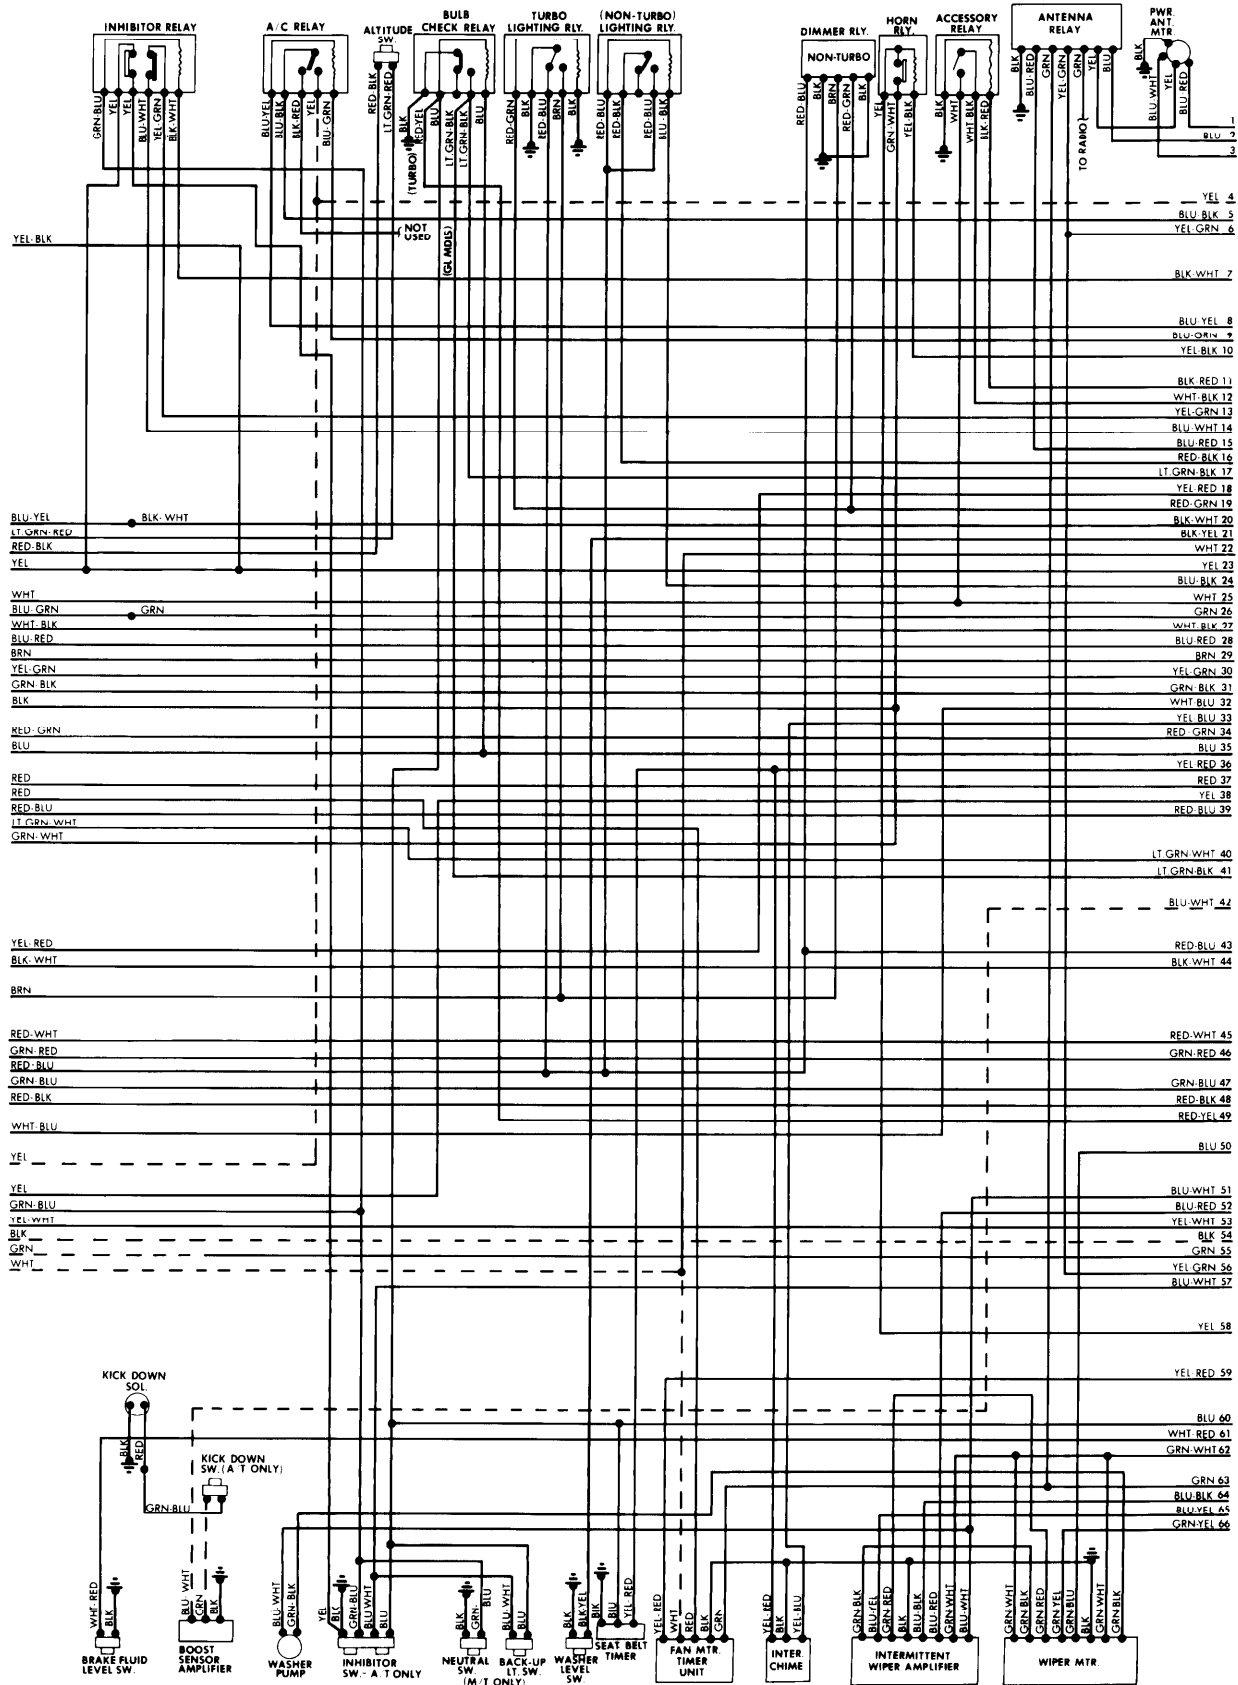 INHIBITOR RELAY
A/C RELAY
ALTITUDE
SW.
BULB
CHECK RELAY
TURBO
LIGHTING RLY.
(NON-TURBO)
LIGHTING RLY.
DIMMER RLY.
NON-TURBO
HORN
RLY.
ACCESSORY
RELAY
ANTENNA
RELAY
PWR.
ANT.
MTR.
GRN-BLU
YEL
YEL
BLU-WHT
YEL-GRN
BLK-WHT
BLU-YEL
BLU-BLK
BLK-RED
YEL
BLU-GRN
RED-BLK
LT.GRN-RED
BLK
(TURBO)
RED-YEL
BLU
LT.GRN-BLK
LT.GRN-BLK
BLU
RED-GRN
BLK
RED-BLU
BRN
BLK
RED-BLU
RED-BLK
RED-BLU
BLU-BLK
RED-BLU
BLK
BRN
RED-GRN
BLK
YEL
GRN-WHT
YEL-BLK
BLK
WHT
WHT BLK
BLK-RED
BLK
BLU-RED
GRN
YEL-GRN
GRN
YEL
BLU
TO RADIO
BLK
BLU-WHT
YEL
BLU-RED
(NOT
USED
(GL MDLS)
1
BLU 2
3
YEL 4
BLU-BLK 5
YEL-GRN 6
BLK-WHT 7
BLU-YEL 8
BLU-GRN 9
YEL-BLK 10
BLK-RED 11
WHT-BLK 12
YEL-GRN 13
BLU-WHT 14
BLU-RED 15
RED-BLK 16
LT.GRN-BLK 17
YEL-RED 18
RED-GRN 19
BLK-WHT 20
BLK-YEL 21
WHT 22
YEL 23
BLU-BLK 24
WHT 25
GRN 26
WHT-BLK 27
BLU-RED 28
BRN 29
YEL-GRN 30
GRN-BLK 31
WHT-BLU 32
YEL-BLU 33
RED-GRN 34
BLU 35
YEL-RED 36
RED 37
YEL 38
RED-BLU 39
LT.GRN-WHT 40
LT.GRN-BLK 41
BLU-WHT 42
RED-BLU 43
BLK-WHT 44
RED-WHT 45
GRN-RED 46
GRN-BLU 47
RED-BLK 48
RED-YEL 49
BLU 50
BLU-WHT 51
BLU-RED 52
YEL-WHT 53
BLK 54
GRN 55
YEL-GRN 56
BLU-WHT 57
YEL 58
YEL-RED 59
BLU 60
WHT-RED 61
GRN-WHT 62
GRN 63
BLU-BLK 64
BLU-YEL 65
GRN-YEL 66
YEL-BLK
BLU-YEL
BLK-WHT
LT.GRN-RED
RED-BLK
YEL
WHT
BLU-GRN
GRN
WHT-BLK
BLU-RED
BRN
YEL-GRN
GRN-BLK
BLK
RED-GRN
BLU
RED
RED
RED-BLU
LT GRN-WHT
GRN-WHT
YEL-RED
BLK-WHT
BRN
RED-WHT
GRN-RED
RED-BLU
GRN-BLU
RED-BLK
WHT-BLU
YEL
YEL
GRN-BLU
YEL-WHT
BLK
GRN
WHT
KICK DOWN
SOL.
BLK
RED
KICK DOWN
SW.(A/T ONLY)
GRN-BLU
WHT-RED
BLK
BLU-WHT
GRN
BLK
BLU-WHT
GRN-BLK
YEL
BLK
GRN-BLU
BLU WHT
BLU
BLK
GRN-
BLU
BLU-WHT
BLU
BLK
BLK-YEL
BLK
BLU
YEL-RED
YEL-RED
WHT
RED
BLK
GRN
YEL-RED
BLK
YEL-BLU
GRN-BLK
BLU-YEL
GRN-RED
BLK
BLU-BLK
BLU-RED
GRN-WHT
BLU-WHT
GRN-WHT
GRN-BLK
GRN-RED
GRN-YEL
GRN-BLU
BLK
GRN-WHT
GRN-BLK
BRAKE FLUID
LEVEL SW.
BOOST
SENSOR
AMPLIFIER
WASHER
PUMP
INHIBITOR
SW.- A/T ONLY
NEUTRAL
SW.
(M/T ONLY)
BACK-UP
LT. SW.
WASHER
LEVEL
SW.
SEAT BELT
TIMER
FAN MTR.
TIMER
UNIT
INTER.
CHIME
INTERMITTENT
WIPER AMPLIFIER
WIPER MTR.